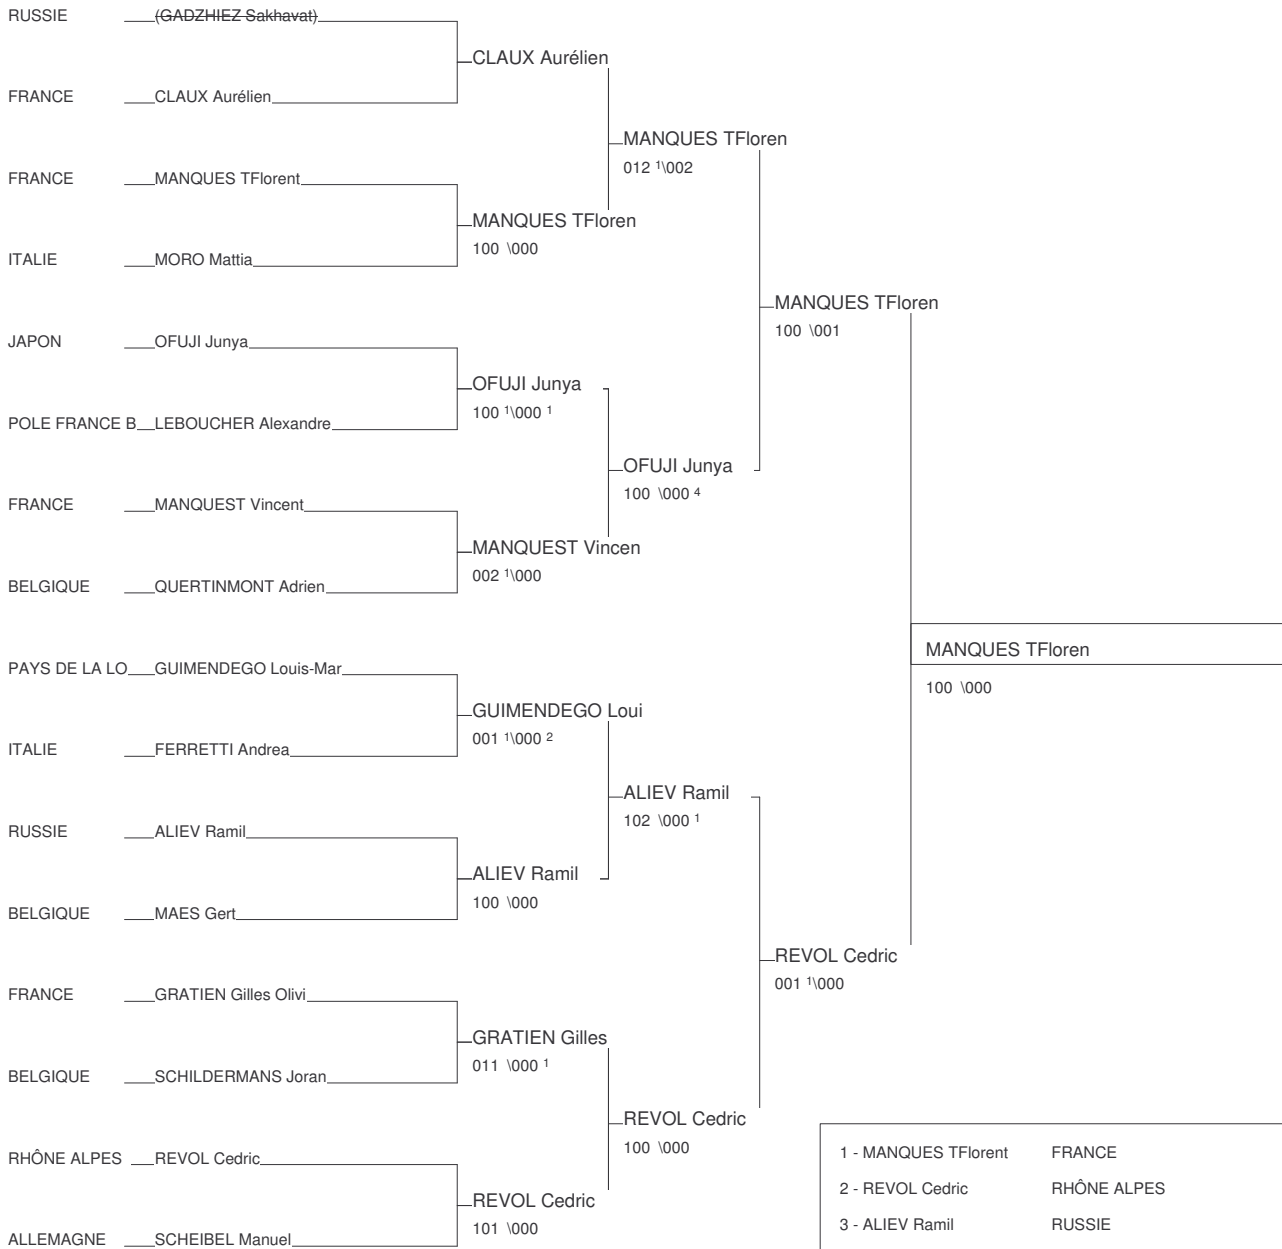 RUSSIE (GADZHIEZ Sakhavat)
CLAUX Aurélien
FRANCE CLAUX Aurélien
MANQUES TFloren
012 1\002
FRANCE MANQUES TFlorent
MANQUES TFloren
100 \000
ITALIE MORO Mattia
MANQUES TFloren
100 \001
JAPON OFUJI Junya
OFUJI Junya
100 1\000 1
POLE FRANCE B LEBOUCHER Alexandre
OFUJI Junya
100 \000 4
FRANCE MANQUEST Vincent
MANQUEST Vincen
002 1\000
BELGIQUE QUERTINMONT Adrien
MANQUES TFloren
100 \000
PAYS DE LA LO GUIMENDEGO Louis-Mar
GUIMENDEGO Loui
001 1\000 2
ITALIE FERRETTI Andrea
ALIEV Ramil
102 \000 1
RUSSIE ALIEV Ramil
ALIEV Ramil
100 \000
BELGIQUE MAES Gert
REVOL Cedric
001 1\000
FRANCE GRATIEN Gilles Olivi
GRATIEN Gilles
011 \000 1
BELGIQUE SCHILDERMANS Joran
REVOL Cedric
100 \000
RHÔNE ALPES REVOL Cedric
REVOL Cedric
101 \000
ALLEMAGNE SCHEIBEL Manuel
1 - MANQUES TFlorent FRANCE
2 - REVOL Cedric RHÔNE ALPES
3 - ALIEV Ramil RUSSIE